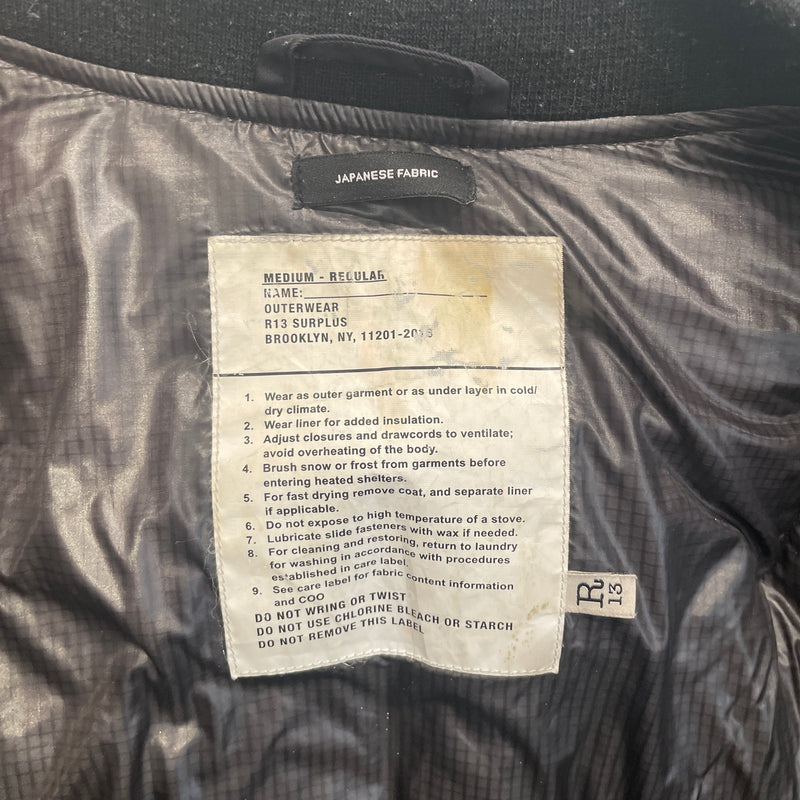 JAPANESE FABRIC
MEDIUM - REGULAR
NAME:
OUTERWEAR
R13 SURPLUS
BROOKLYN, NY, 11201-2013
1. Wear as outer garment or as under layer in cold/
dry climate.
2. Wear liner for added insulation.
3. Adjust closures and drawcords to ventilate;
avoid overheating of the body.
4. Brush snow or frost from garments before
entering heated shelters.
5. For fast drying remove coat, and separate liner
if applicable.
6. Do not expose to high temperature of a stove.
7. Lubricate slide fasteners with wax if needed.
8. For cleaning and restoring, return to laundry
for washing in accordance with procedures
established in care label.
9. See care label for fabric content information
and COO
DO NOT WRING OR TWIST
DO NOT USE CHLORINE BLEACH OR STARCH
DO NOT REMOVE THIS LABEL
R
13